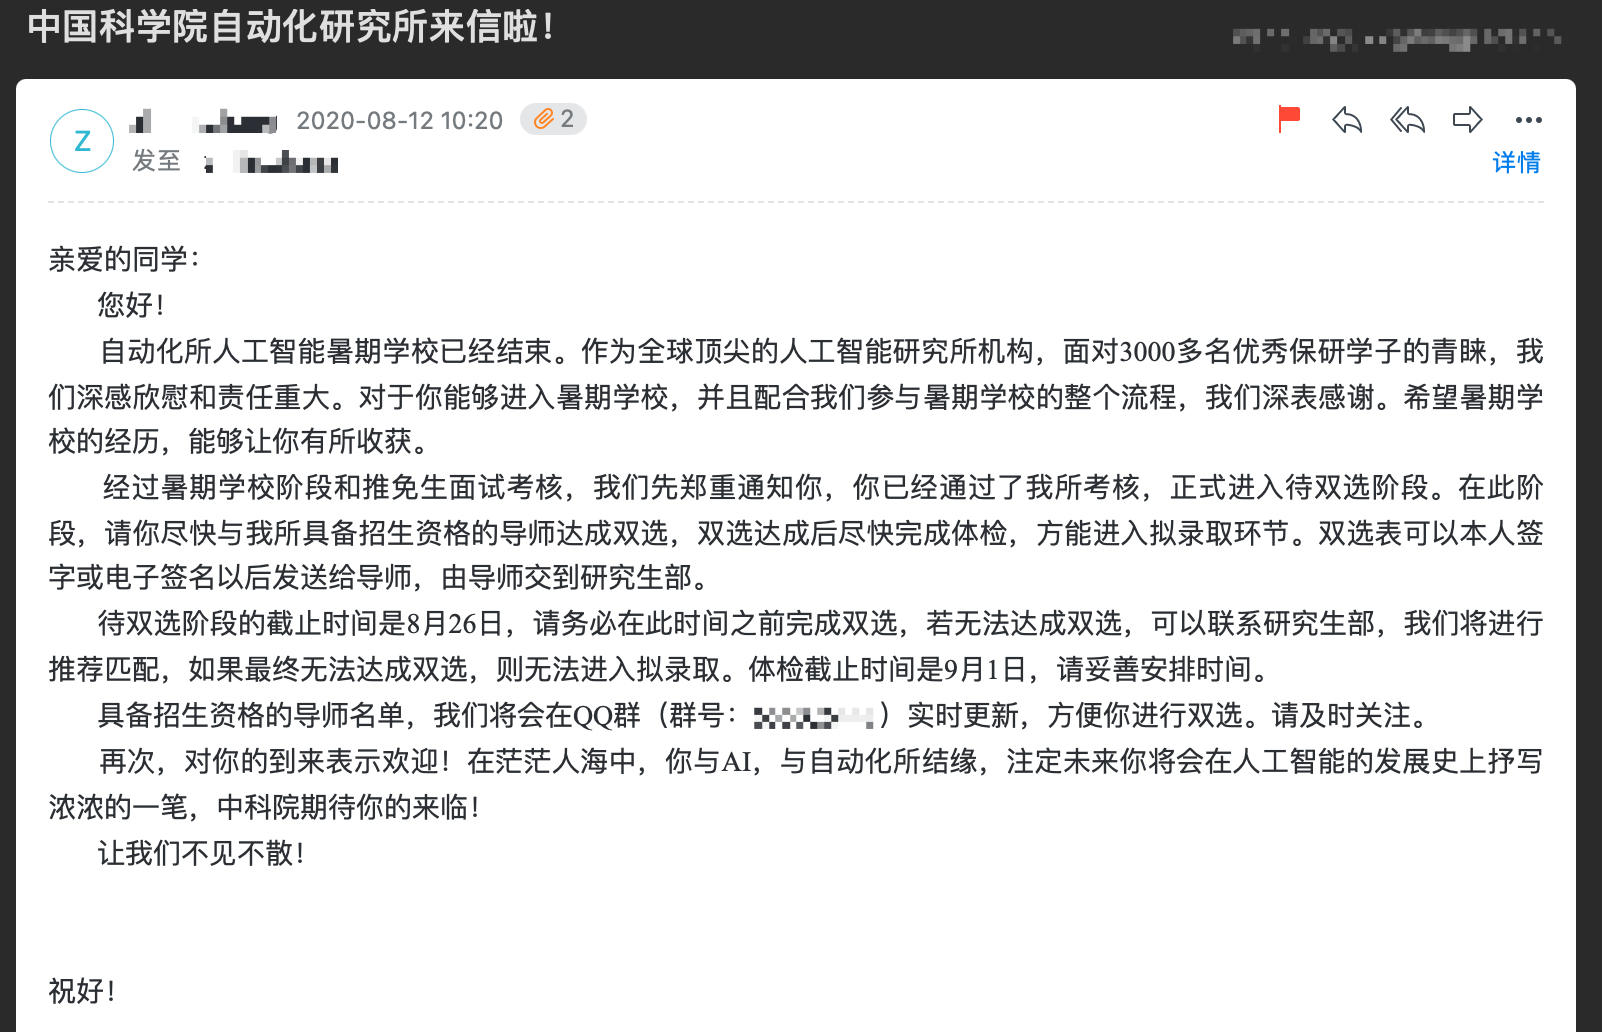 中国科学院自动化研究所来信啦！
Z
2020-08-12 10:20
2
发至
详情
亲爱的同学：
您好！
自动化所人工智能暑期学校已经结束。作为全球顶尖的人工智能研究所机构，面对3000多名优秀保研学子的青睐，我
们深感欣慰和责任重大。对于你能够进入暑期学校，并且配合我们参与暑期学校的整个流程，我们深表感谢。希望暑期学
校的经历，能够让你有所收获。
经过暑期学校阶段和推免生面试考核，我们先郑重通知你，你已经通过了我所考核，正式进入待双选阶段。在此阶
段，请你尽快与我所具备招生资格的导师达成双选，双选达成后尽快完成体检，方能进入拟录取环节。双选表可以本人签
字或电子签名以后发送给导师，由导师交到研究生部。
待双选阶段的截止时间是8月26日，请务必在此时间之前完成双选，若无法达成双选，可以联系研究生部，我们将进行
推荐匹配，如果最终无法达成双选，则无法进入拟录取。体检截止时间是9月1日，请妥善安排时间。
具备招生资格的导师名单，我们将会在QQ群（群号：）实时更新，方便你进行双选。请及时关注。
再次，对你的到来表示欢迎！在茫茫人海中，你与AI，与自动化所结缘，注定未来你将会在人工智能的发展史上抒写
浓浓的一笔，中科院期待你的来临！
让我们不见不散！
祝好！